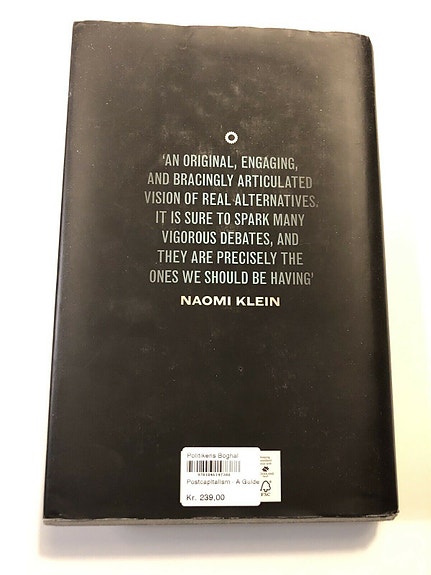 'AN ORIGINAL, ENGAGING,
AND BRACINGLY ARTICULATED
VISION OF REAL ALTERNATIVES.
IT IS SURE TO SPARK MANY
VIGOROUS DEBATES, AND
THEY ARE PRECISELY THE
ONES WE SHOULD BE HAVING'
NAOMI KLEIN
Politikens Boghal
Postcapitalism - A Guide
Kr. 239,00
FSC